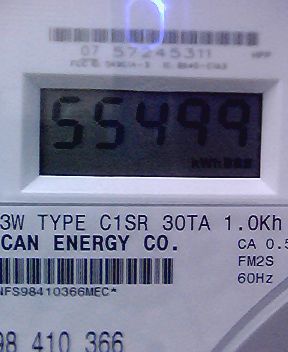 07 57245311
55499
kWh
3W TYPE C1SR 30TA 1.0Kh
CAN ENERGY CO.
CA 0.5
FM2S
60Hz
NFS98410366MEC*
98 410 366